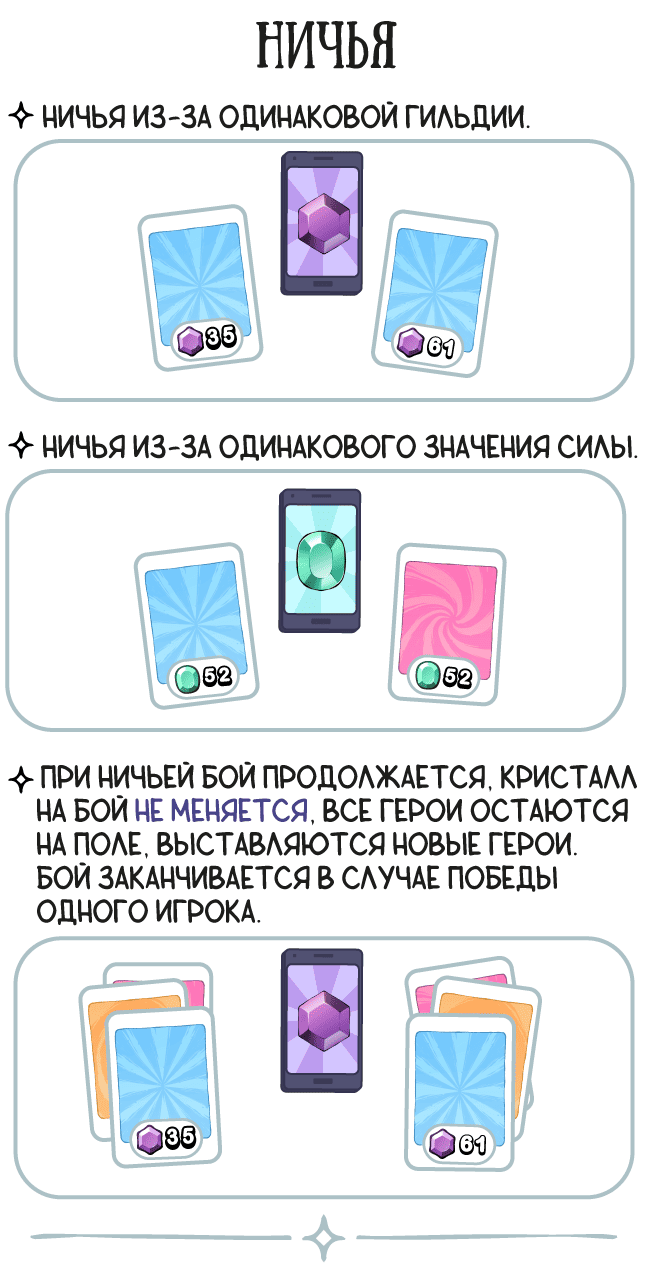 НИЧЬЯ
НИЧЬЯ ИЗ-ЗА ОДИНАКОВОЙ ГИЛЬДИИ.
35
61
НИЧЬЯ ИЗ-ЗА ОДИНАКОВОГО ЗНАЧЕНИЯ СИЛЫ.
52
52
ПРИ НИЧЬЕЙ БОЙ ПРОДОЛЖАЕТСЯ, КРИСТАЛЛ
НА БОЙ НЕ МЕНЯЕТСЯ, ВСЕ ГЕРОИ ОСТАЮТСЯ
НА ПОЛЕ, ВЫСТАВЛЯЮТСЯ НОВЫЕ ГЕРОИ.
БОЙ ЗАКАНЧИВАЕТСЯ В СЛУЧАЕ ПОБЕДЫ
ОДНОГО ИГРОКА.
35
61